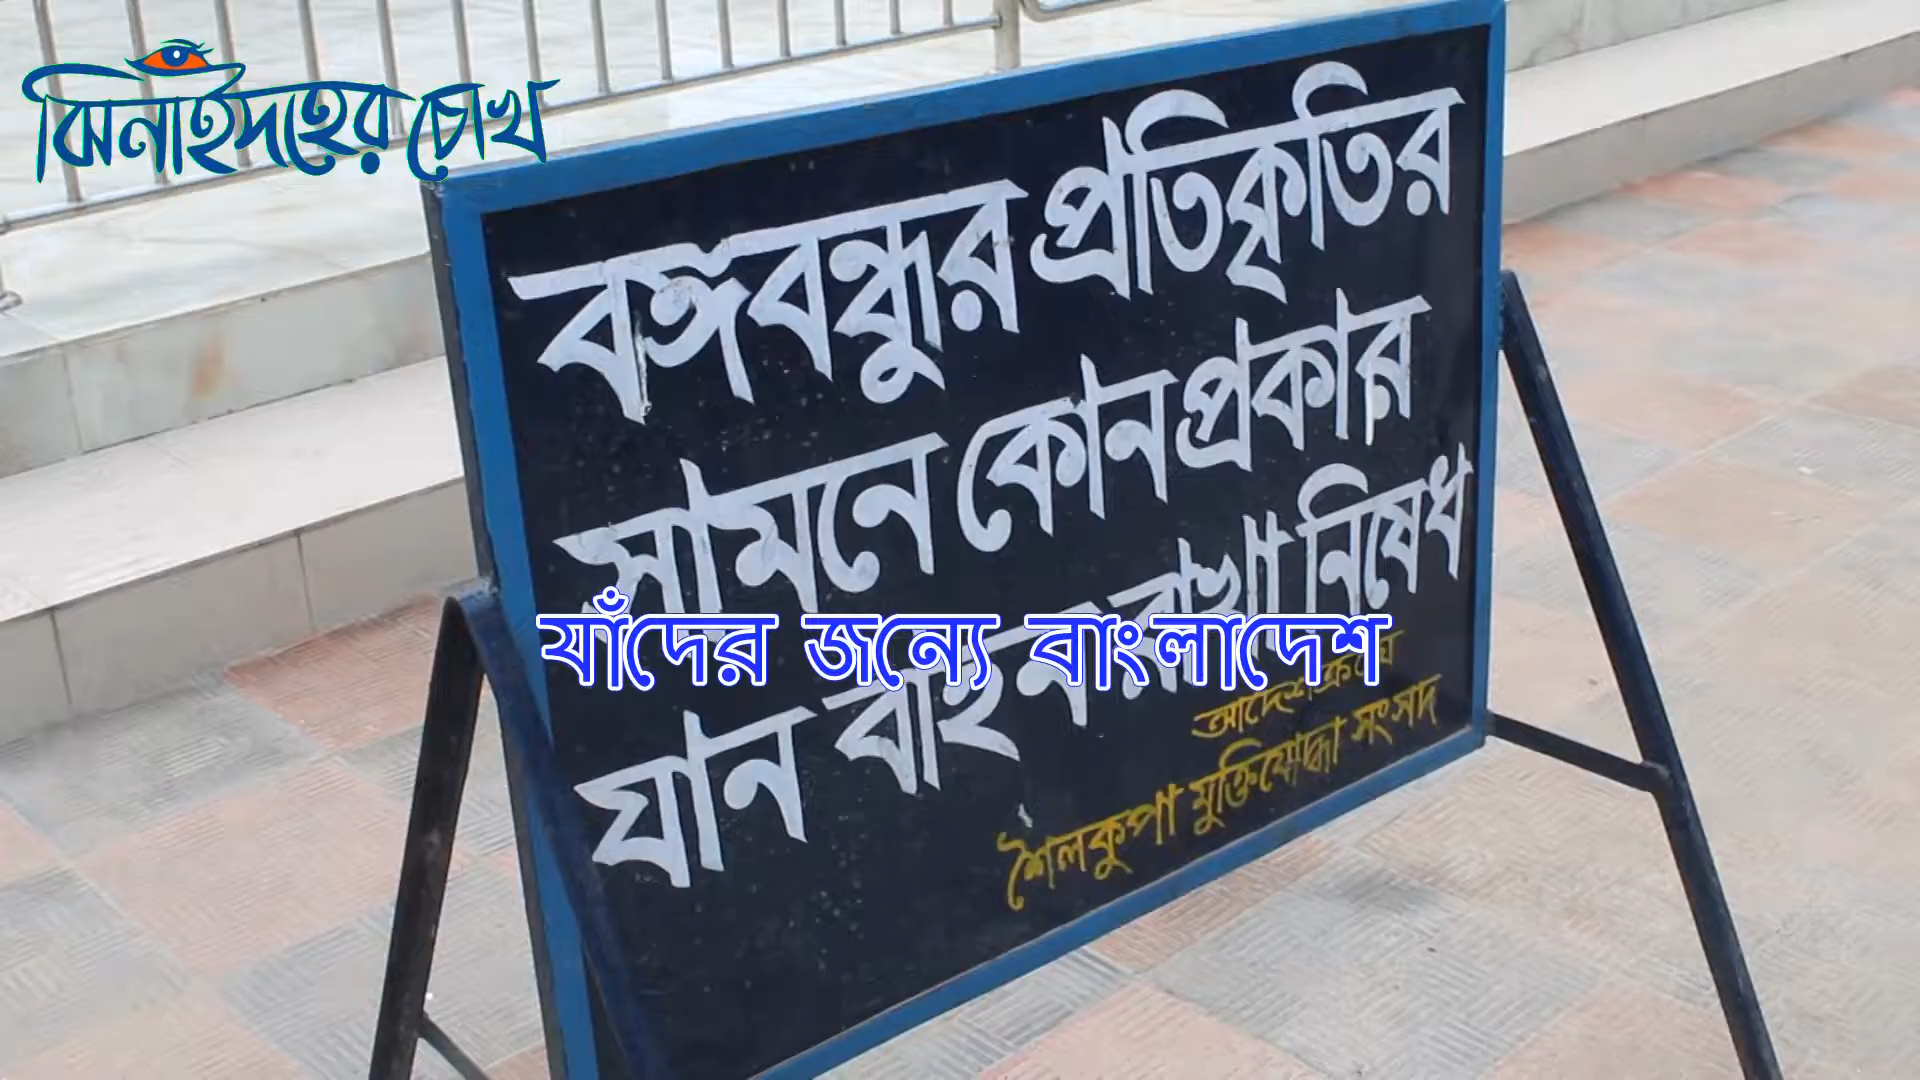 ঝিনাইদহের চোখ
বঙ্গবন্ধুর প্রতিকৃতির
সামনে কোন প্রকার
যান বাহন রাখা নিষেধ
যাঁদের জন্যে বাংলাদেশ
আদেশক্রমে
শৈলকুপা মুক্তিযোদ্ধা সংসদ